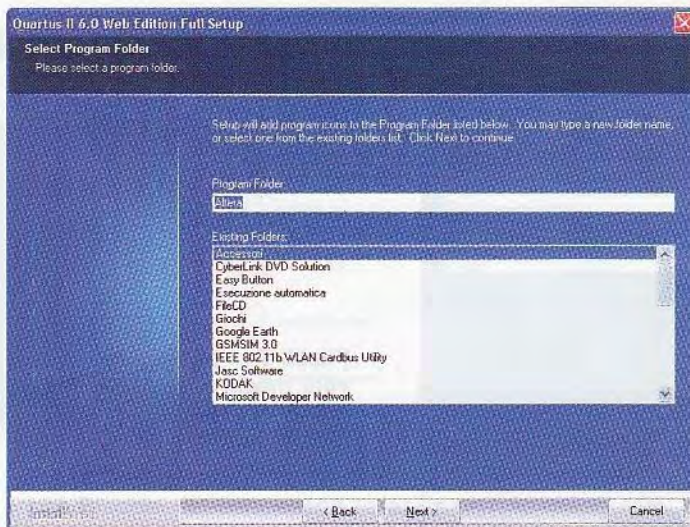 Quartus II 6.0 Web Edition Full Setup
Select Program Folder
Please select a program folder.
Setup will add program icons to the Program Folder listed below. You may type a new folder name,
or select one from the existing folders list. Click Next to continue.
Program Folder:
Altera
Existing Folders:
Accessori
CyberLink DVD Solution
Easy Button
Esecuzione automatica
FileCD
Giochi
Google Earth
GSMSIM 3.0
IEEE 802.11b WLAN Cardbus Utility
Jasc Software
KODAK
Microsoft Developer Network
< Back
Next >
Cancel